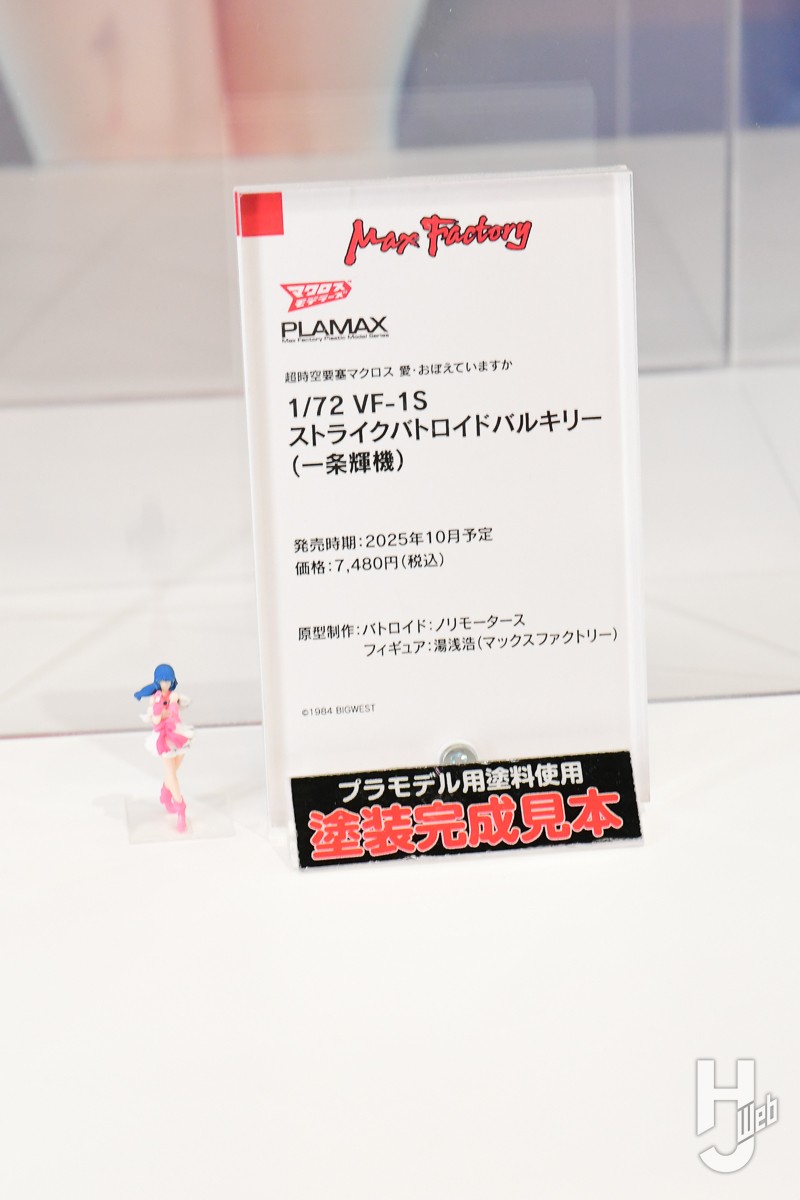 Max Factory
マクロス
モデラーズ
PLAMAX
Max Factory Plastic Model Series
超時空要塞マクロス 愛・おぼえていますか
1/72 VF-1S
ストライクバトロイドバルキリー
(一条輝機)
発売時期:2025年10月予定
価格:7,480円(税込)
原型制作:バトロイド:ノリモータース
フィギュア:湯浅浩(マックスファクトリー)
©1984 BIGWEST
プラモデル用塗料使用
塗装完成見本
HJ Web